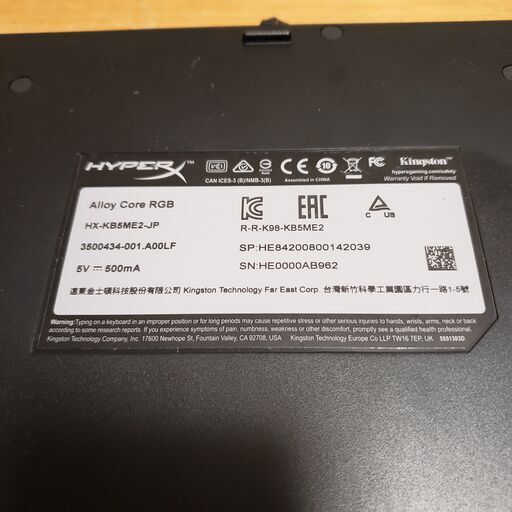 HYPERX™
Kingston™
CAN ICES-3 (B)/NMB-3(B)
Assembled in CHINA
10
FC
hyperxgaming.com/safety
Warranty Void If Removed
Alloy Core RGB
HX-KB5ME2-JP
3500434-001.A00LF
5V ⎓ 500mA
EAC
C US
R-R-K98-KB5ME2
SP:HE84200800142039
SN:HE0000AB962
遠東金士頓科技股份有限公司 Kingston Technology Far East Corp. 台灣新竹科學工業園區力行一路1-5號
Warning:Typing on a keyboard in an improper position or for long periods may cause repetitive stress or other serious injuries to hands, wrists, arms, neck or back
according to some research. If you experience symptoms of pain, numbness, weakness or other discomfort, promptly see a qualified health professional.
Kingston Technology Company, Inc. 17600 Newhope St. Fountain Valley, CA 92708, USA Kingston Technology Europe Co LLP TW16 7EP, UK 5551303D